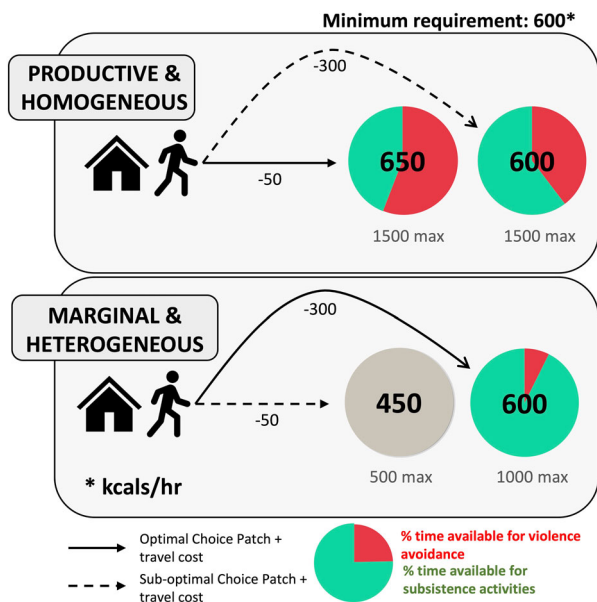 Minimum requirement: 600*
PRODUCTIVE &
HOMOGENEOUS
-300
-50
650
600
1500 max
1500 max
MARGINAL &
HETEROGENEOUS
-300
-50
450
600
500 max
1000 max
* kcals/hr
Optimal Choice Patch +
travel cost
Sub-optimal Choice Patch +
travel cost
% time available for violence
avoidance
% time available for
subsistence activities